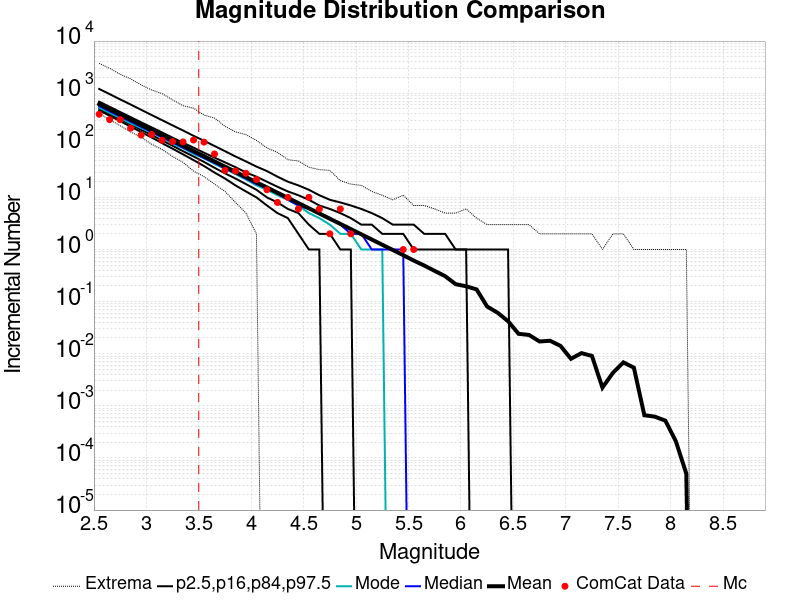 Magnitude Distribution Comparison
10^4
10^3
10^2
10^1
10^0
10^-1
10^-2
10^-3
10^-4
10^-5
Incremental Number
2.5 3 3.5 4 4.5 5 5.5 6 6.5 7 7.5 8 8.5
Magnitude
Extrema p2.5,p16,p84,p97.5 Mode Median Mean ComCat Data Mc